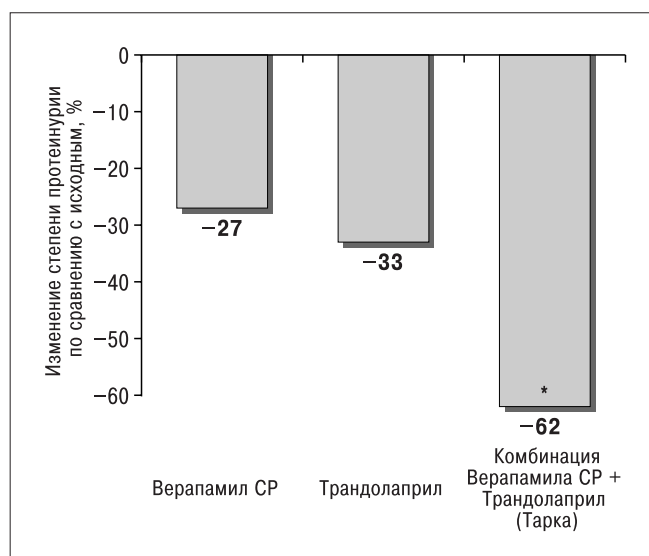 Изменение степени протеинурии
по сравнению с исходным, %
0
−10
−20
−30
−40
−50
−60
−27
−33
*
−62
Верапамил СР
Трандолаприл
Комбинация
Верапамила СР +
Трандолаприл
(Тарка)